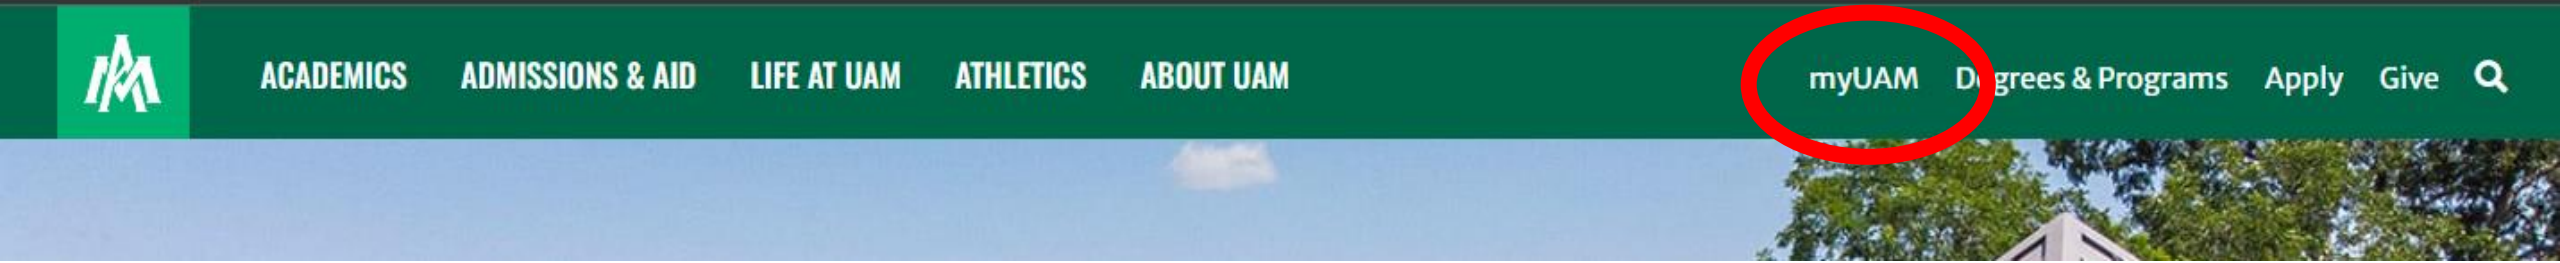 ACADEMICS ADMISSIONS & AID LIFE AT UAM ATHLETICS ABOUT UAM myUAM Degrees & Programs Apply Give